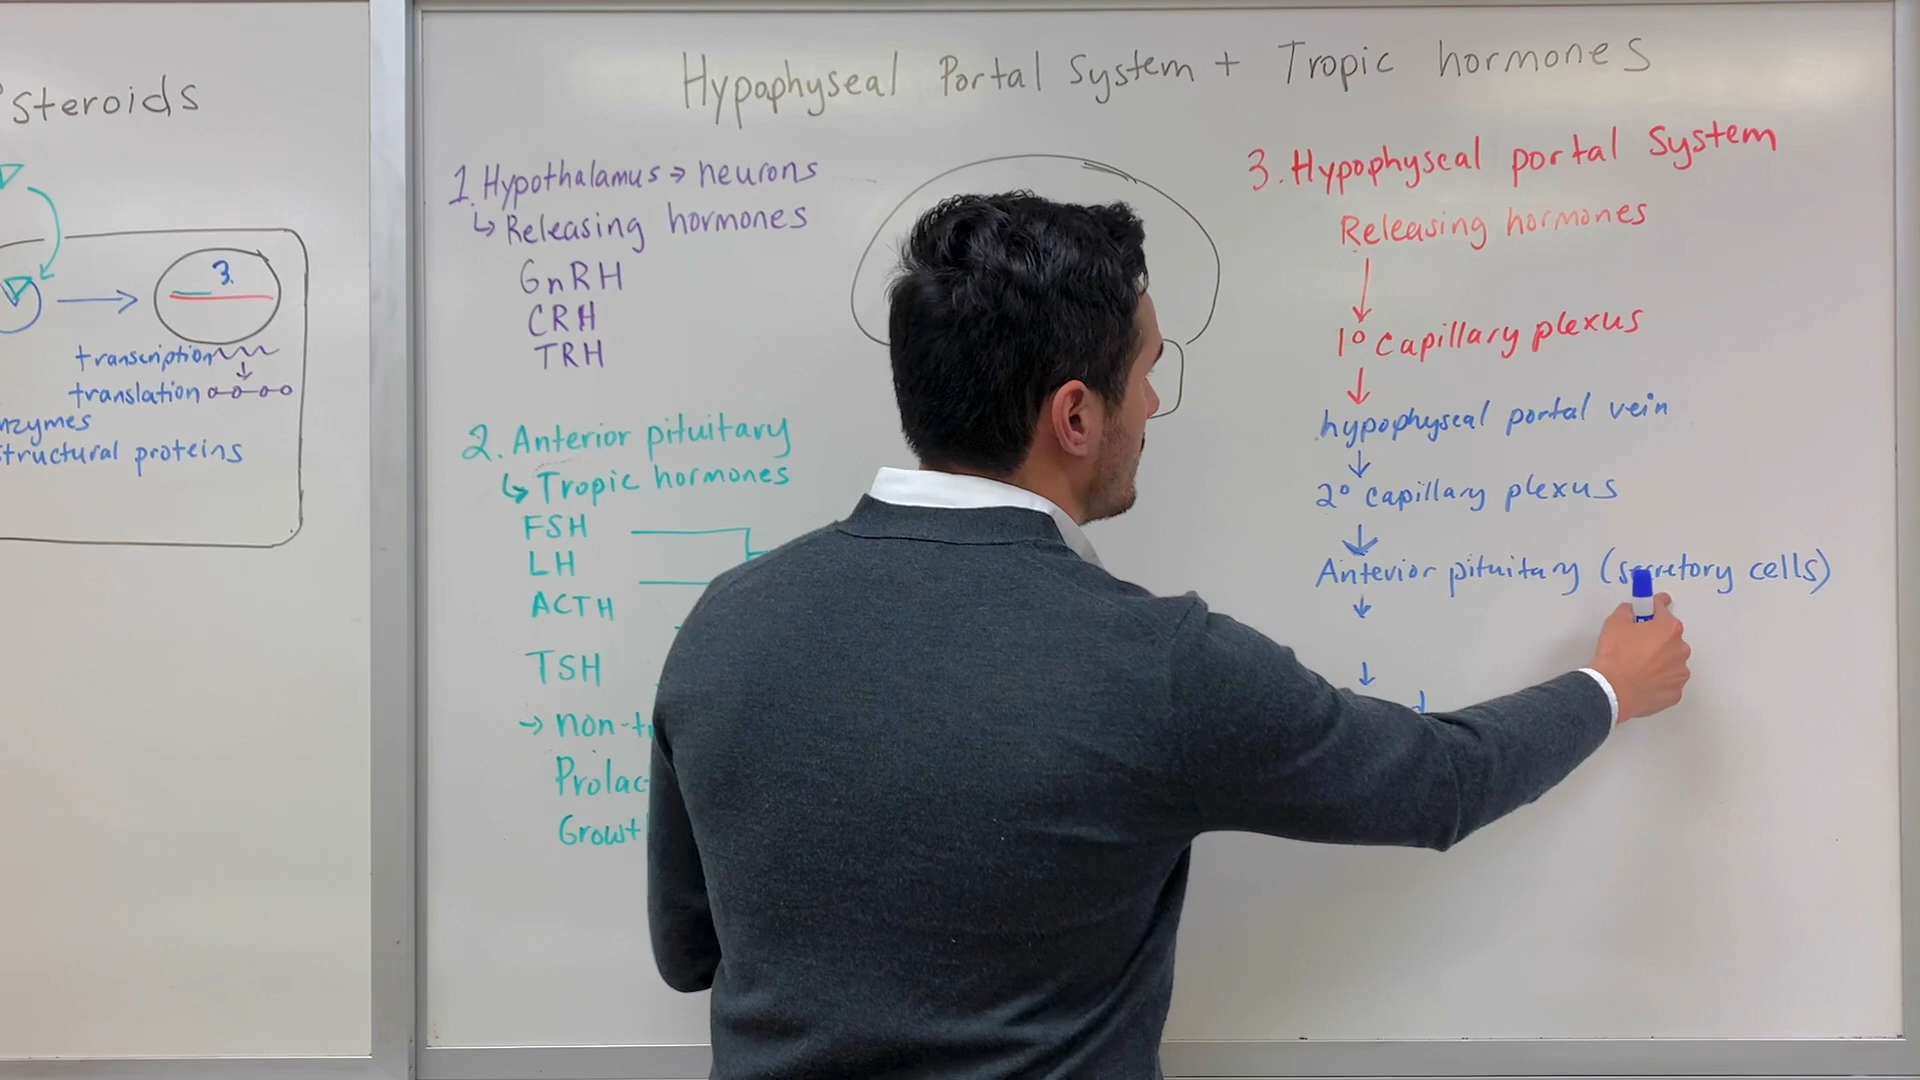 Hypophyseal Portal System + Tropic hormones
steroids
3.
transcription
translation
structural proteins
1. Hypothalamus → neurons
↳ Releasing hormones
GnRH
CRH
TRH
2. Anterior pituitary
↳ Tropic hormones
FSH
LH
ACTH
TSH
→ non-t
Prolac
Growt
3. Hypophyseal portal System
Releasing hormones
↓
1° capillary plexus
↓
hypophyseal portal vein
↓
2° capillary plexus
↓
Anterior pituitary (secretory cells)
↓
↓